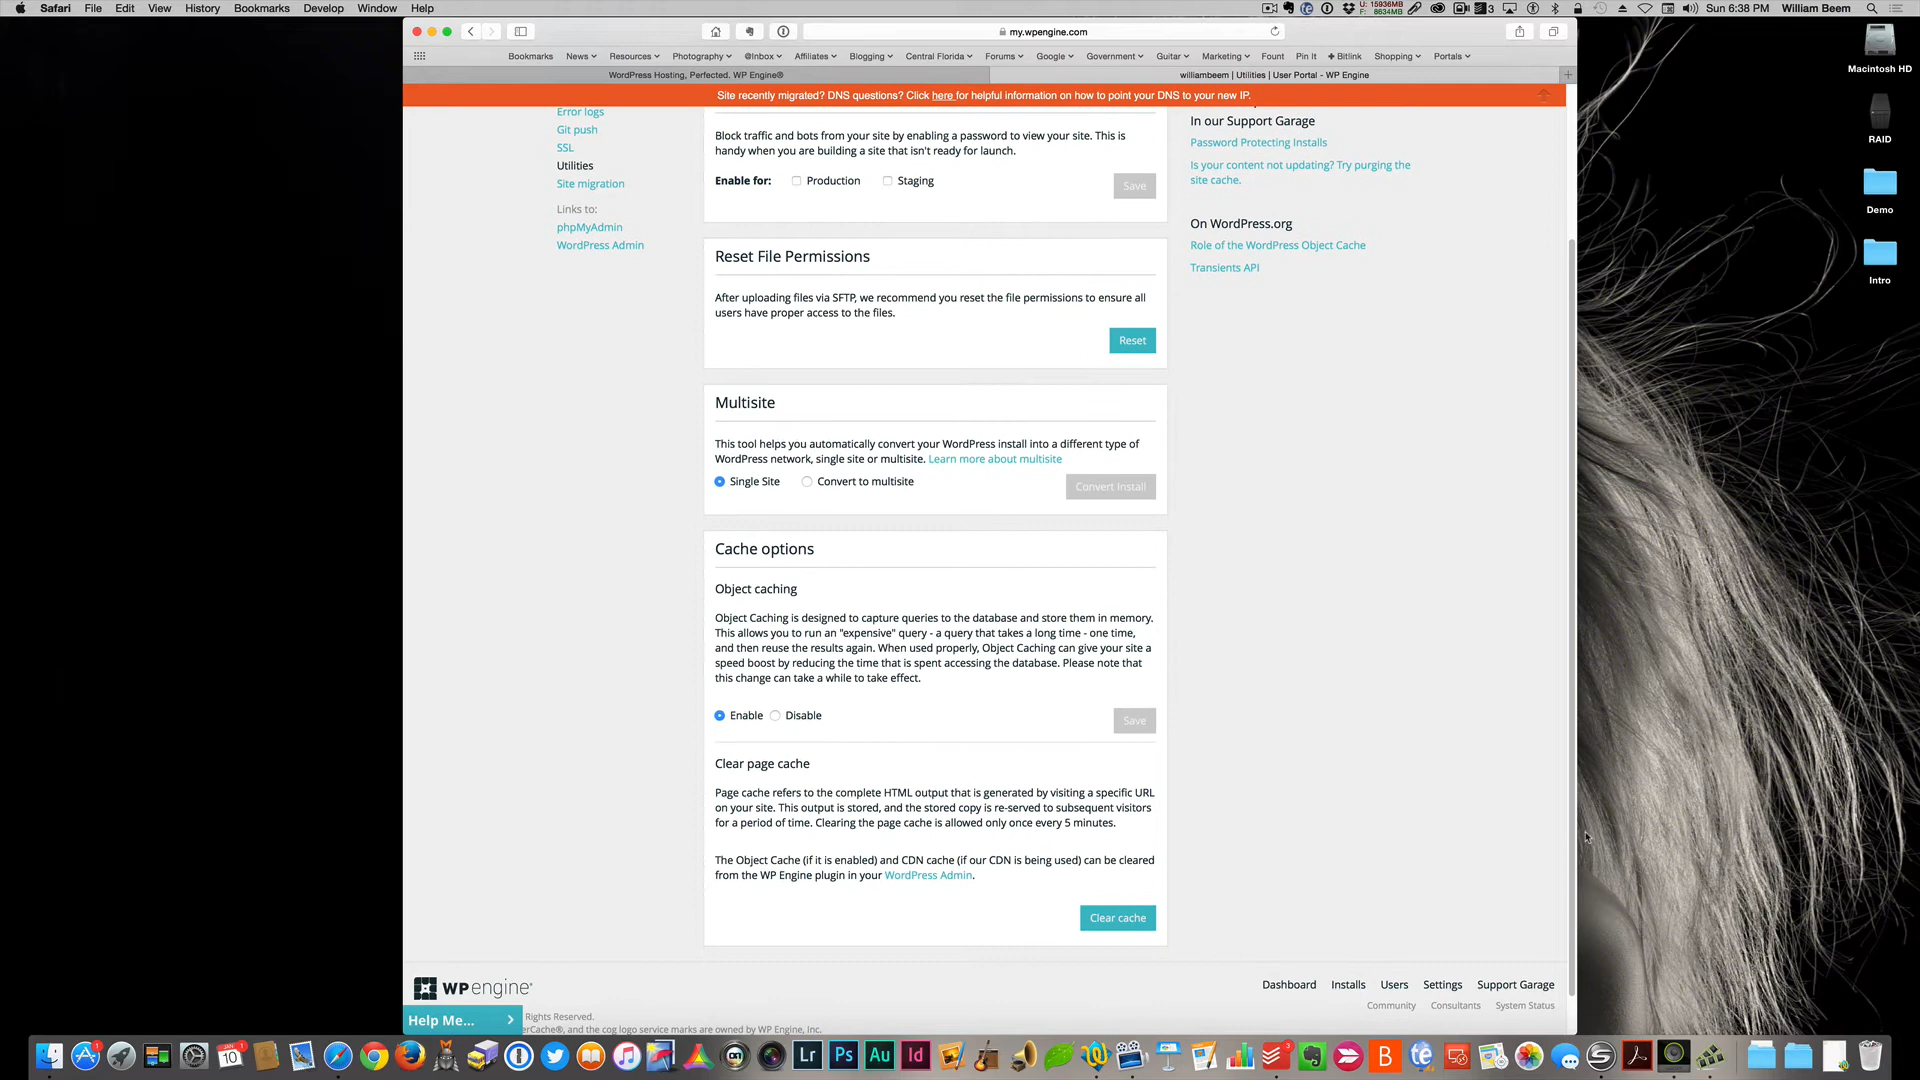 Safari File Edit View History Bookmarks Develop Window Help
U: 15936MB
F: 8634MB
3
Sun 6:38 PM William Beem
my.wpengine.com
Bookmarks News Resources Photography @Inbox Affiliates Blogging Central Florida Forums Google Government Guitar Marketing Fount Pin It + Bitlink Shopping Portals
WordPress Hosting, Perfected. WP Engine®
williambeem | Utilities | User Portal - WP Engine
Site recently migrated? DNS questions? Click here for helpful information on how to point your DNS to your new IP.
Error logs
Git push
SSL
Utilities
Site migration
Links to:
phpMyAdmin
WordPress Admin
Block traffic and bots from your site by enabling a password to view your site. This is
handy when you are building a site that isn't ready for launch.
Enable for: Production Staging
Save
Reset File Permissions
After uploading files via SFTP, we recommend you reset the file permissions to ensure all
users have proper access to the files.
Reset
Multisite
This tool helps you automatically convert your WordPress install into a different type of
WordPress network, single site or multisite. Learn more about multisite
Single Site Convert to multisite
Convert Install
Cache options
Object caching
Object Caching is designed to capture queries to the database and store them in memory.
This allows you to run an "expensive" query - a query that takes a long time - one time,
and then reuse the results again. When used properly, Object Caching can give your site a
speed boost by reducing the time that is spent accessing the database. Please note that
this change can take a while to take effect.
Enable Disable
Save
Clear page cache
Page cache refers to the complete HTML output that is generated by visiting a specific URL
on your site. This output is stored, and the stored copy is re-served to subsequent visitors
for a period of time. Clearing the page cache is allowed only once every 5 minutes.
The Object Cache (if it is enabled) and CDN cache (if our CDN is being used) can be cleared
from the WP Engine plugin in your WordPress Admin.
Clear cache
In our Support Garage
Password Protecting Installs
Is your content not updating? Try purging the
site cache.
On WordPress.org
Role of the WordPress Object Cache
Transients API
Macintosh HD
RAID
Demo
Intro
WPengine®
Dashboard Installs Users Settings Support Garage
Community Consultants System Status
Help Me...
Rights Reserved.
erCache®, and the cog logo service marks are owned by WP Engine, Inc.
JAN
10
1
1
Lr Ps Au Id
3
B te S